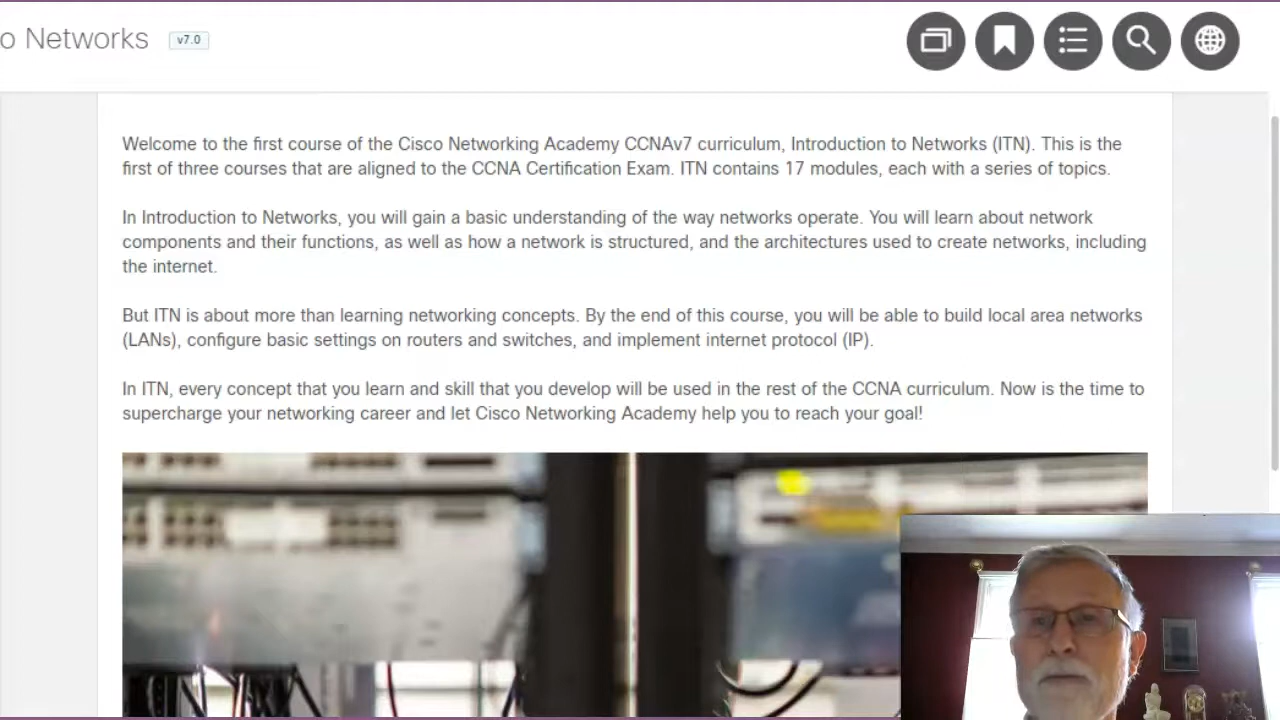 o Networks v7.0
Welcome to the first course of the Cisco Networking Academy CCNAv7 curriculum, Introduction to Networks (ITN). This is the
first of three courses that are aligned to the CCNA Certification Exam. ITN contains 17 modules, each with a series of topics.
In Introduction to Networks, you will gain a basic understanding of the way networks operate. You will learn about network
components and their functions, as well as how a network is structured, and the architectures used to create networks, including
the internet.
But ITN is about more than learning networking concepts. By the end of this course, you will be able to build local area networks
(LANs), configure basic settings on routers and switches, and implement internet protocol (IP).
In ITN, every concept that you learn and skill that you develop will be used in the rest of the CCNA curriculum. Now is the time to
supercharge your networking career and let Cisco Networking Academy help you to reach your goal!